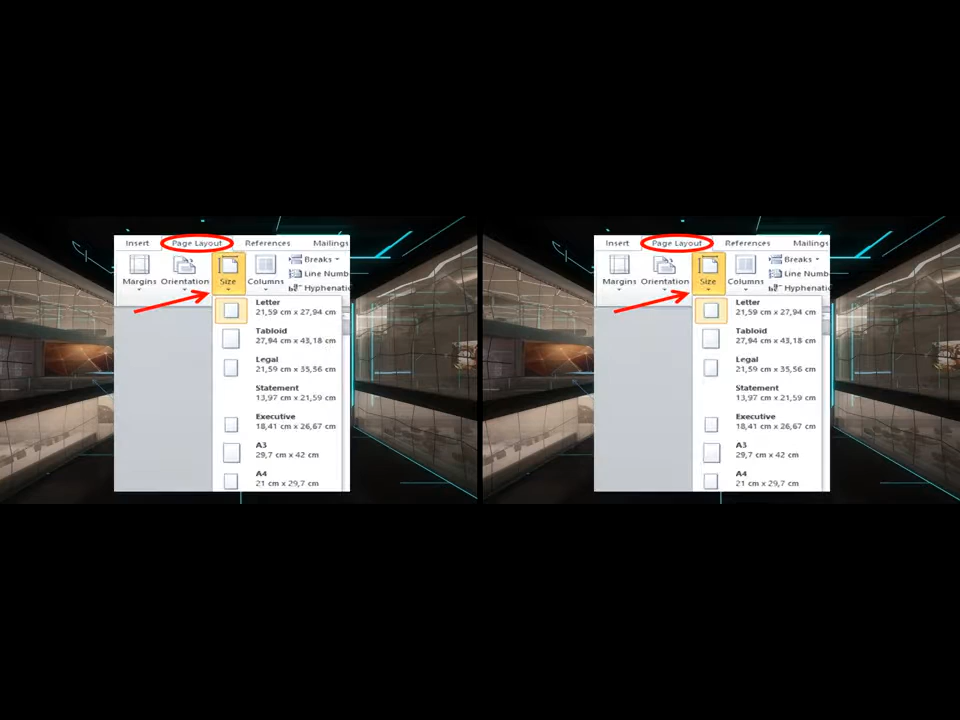 Insert Page Layout References Mailings
Margins Orientation Size Columns Breaks
Line Numb
Hyphenatic
Letter
21,59 cm x 27,94 cm
Tabloid
27,94 cm x 43,18 cm
Legal
21,59 cm x 35,56 cm
Statement
13,97 cm x 21,59 cm
Executive
18,41 cm x 26,67 cm
A3
29,7 cm x 42 cm
A4
21 cm x 29,7 cm
Insert Page Layout References Mailings
Margins Orientation Size Columns Breaks
Line Numb
Hyphenatic
Letter
21,59 cm x 27,94 cm
Tabloid
27,94 cm x 43,18 cm
Legal
21,59 cm x 35,56 cm
Statement
13,97 cm x 21,59 cm
Executive
18,41 cm x 26,67 cm
A3
29,7 cm x 42 cm
A4
21 cm x 29,7 cm